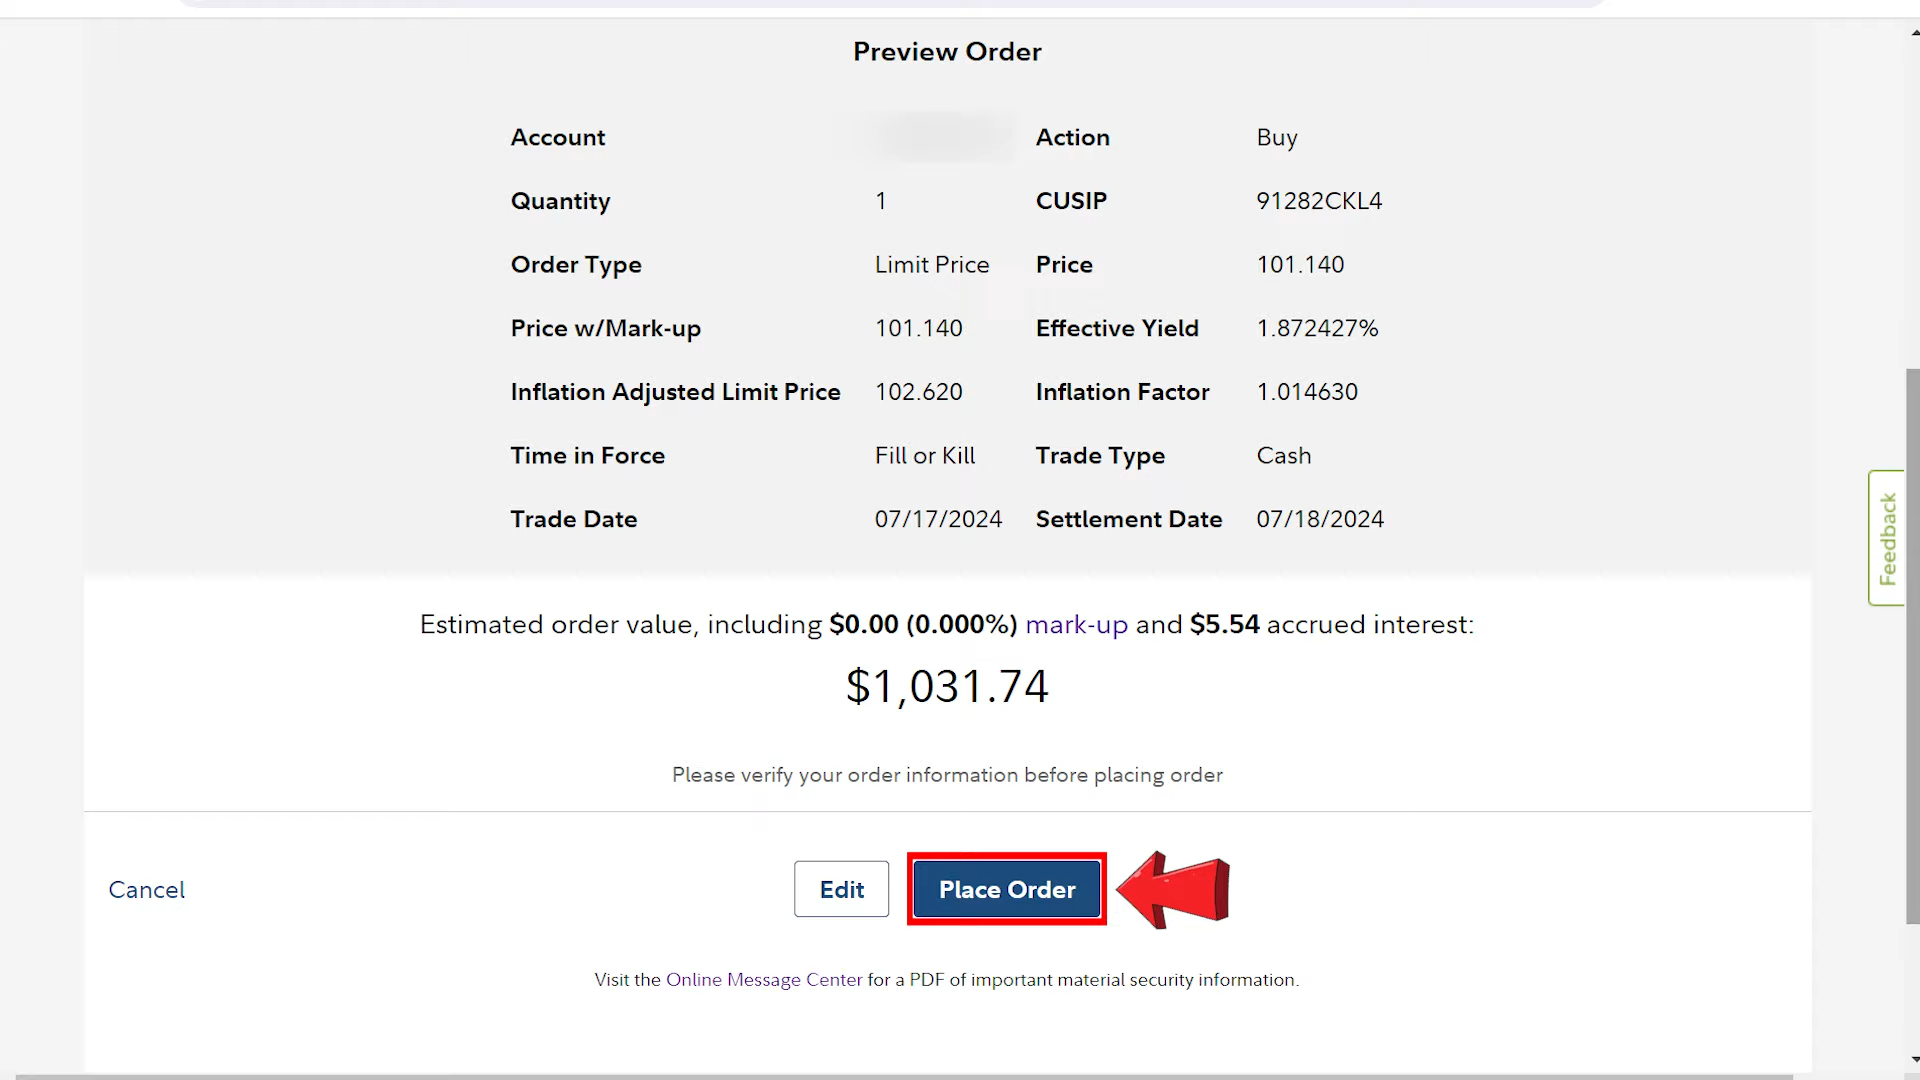 Preview Order
Account Action Buy
Quantity 1 CUSIP 91282CKL4
Order Type Limit Price Price 101.140
Price w/Mark-up 101.140 Effective Yield 1.872427%
Inflation Adjusted Limit Price 102.620 Inflation Factor 1.014630
Time in Force Fill or Kill Trade Type Cash
Trade Date 07/17/2024 Settlement Date 07/18/2024
Feedback
Estimated order value, including $0.00 (0.000%) mark-up and $5.54 accrued interest:
$1,031.74
Please verify your order information before placing order
Cancel Edit Place Order
Visit the Online Message Center for a PDF of important material security information.